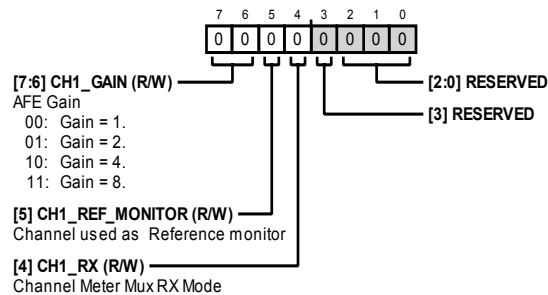 7 6 5 4 3 2 1 0
0 0 0 0 0 0 0 0
[7:6] CH1_GAIN (R/W)
AFE Gain
00: Gain = 1.
01: Gain = 2.
10: Gain = 4.
11: Gain = 8.
[5] CH1_REF_MONITOR (R/W)
Channel used as Reference monitor
[4] CH1_RX (R/W)
Channel Meter Mux RX Mode
[2:0] RESERVED
[3] RESERVED